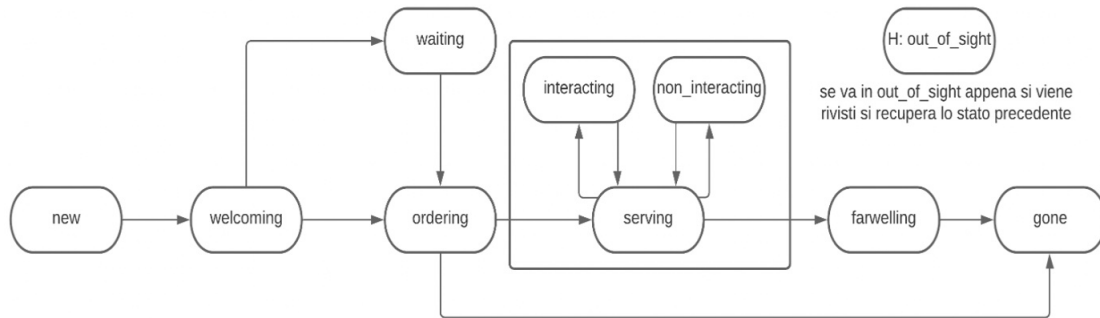 waiting
H: out_of_sight
interacting
non_interacting
se va in out_of_sight appena si viene
rivisti si recupera lo stato precedente
new
welcoming
ordering
serving
farwelling
gone